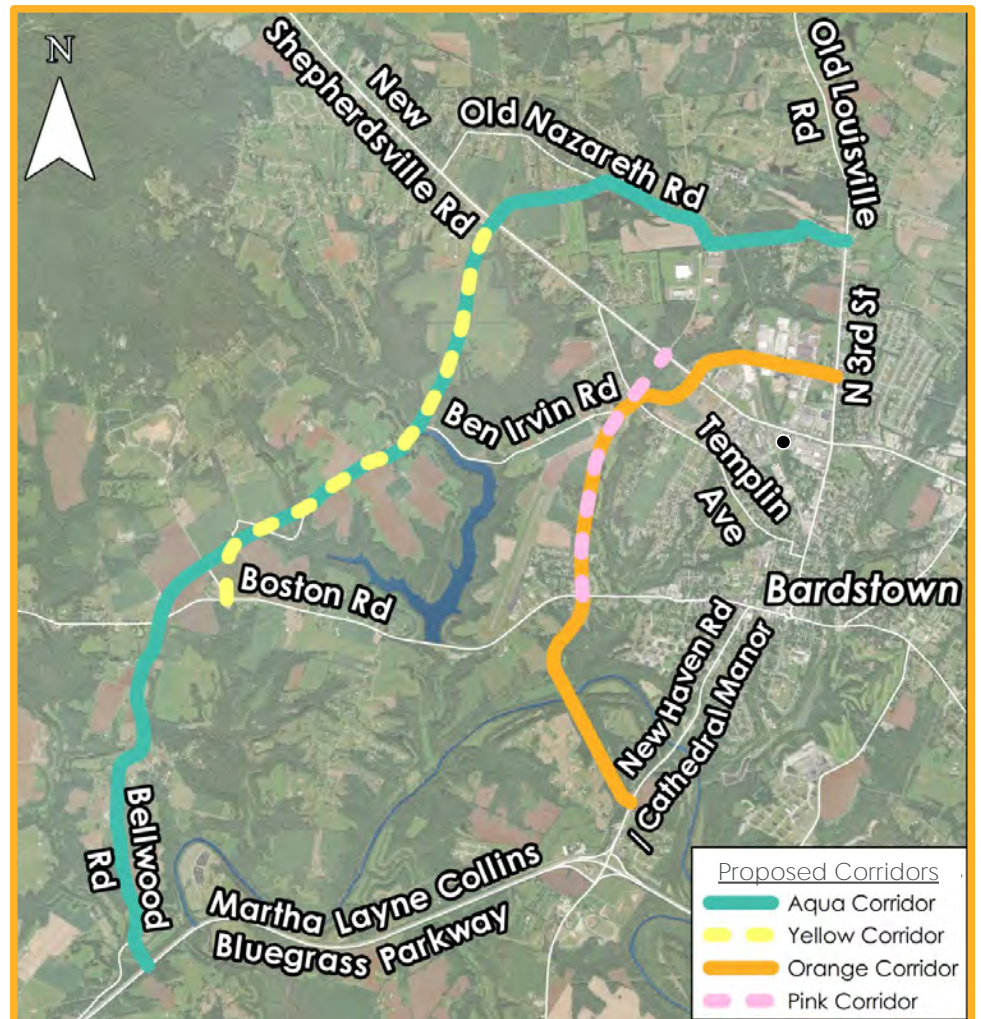 N
New
Shepherdsville Rd
Old Nazareth Rd
Old Louisville
Rd
N 3rd St
Ben Irvin Rd
Templin
Ave
Boston Rd
Bardstown
New Haven Rd
/ Cathedral Manor
Bellwood
Rd
Martha Layne Collins
Bluegrass Parkway
Proposed Corridors
Aqua Corridor
Yellow Corridor
Orange Corridor
Pink Corridor